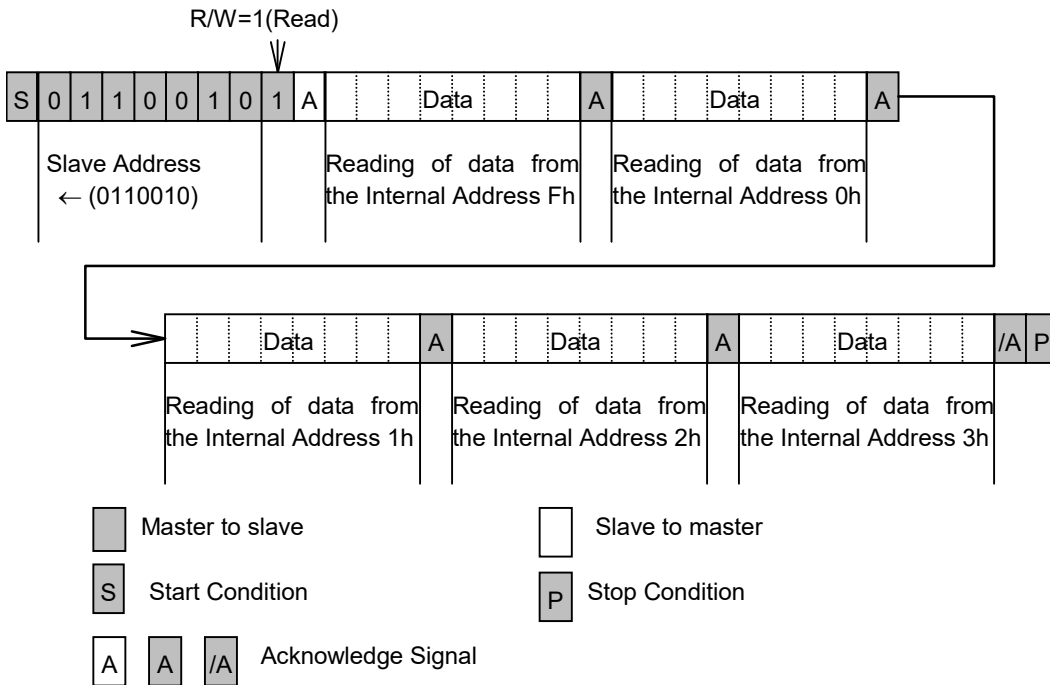 R/W=1(Read)
S 0 1 1 0 0 1 0 1 A Data A Data A
Slave Address
← (0110010)
Reading of data from
the Internal Address Fh
Reading of data from
the Internal Address 0h
Data A Data A Data /A P
Reading of data from
the Internal Address 1h
Reading of data from
the Internal Address 2h
Reading of data from
the Internal Address 3h
Master to slave
Slave to master
S Start Condition
P Stop Condition
A A /A Acknowledge Signal